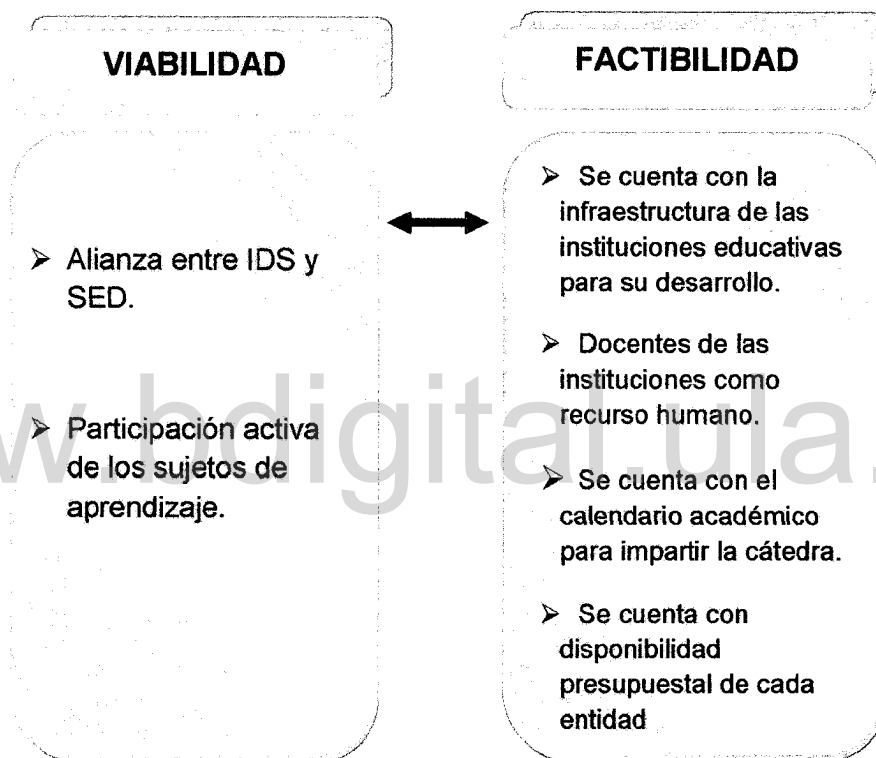 VIABILIDAD
➢ Alianza entre IDS y
SED.
➢ Participación activa
de los sujetos de
aprendizaje.
FACTIBILIDAD
➢ Se cuenta con la
infraestructura de las
instituciones educativas
para su desarrollo.
➢ Docentes de las
instituciones como
recurso humano.
➢ Se cuenta con el
calendario académico
para impartir la cátedra.
➢ Se cuenta con
disponibilidad
presupuestal de cada
entidad
w.bdigital.ula.